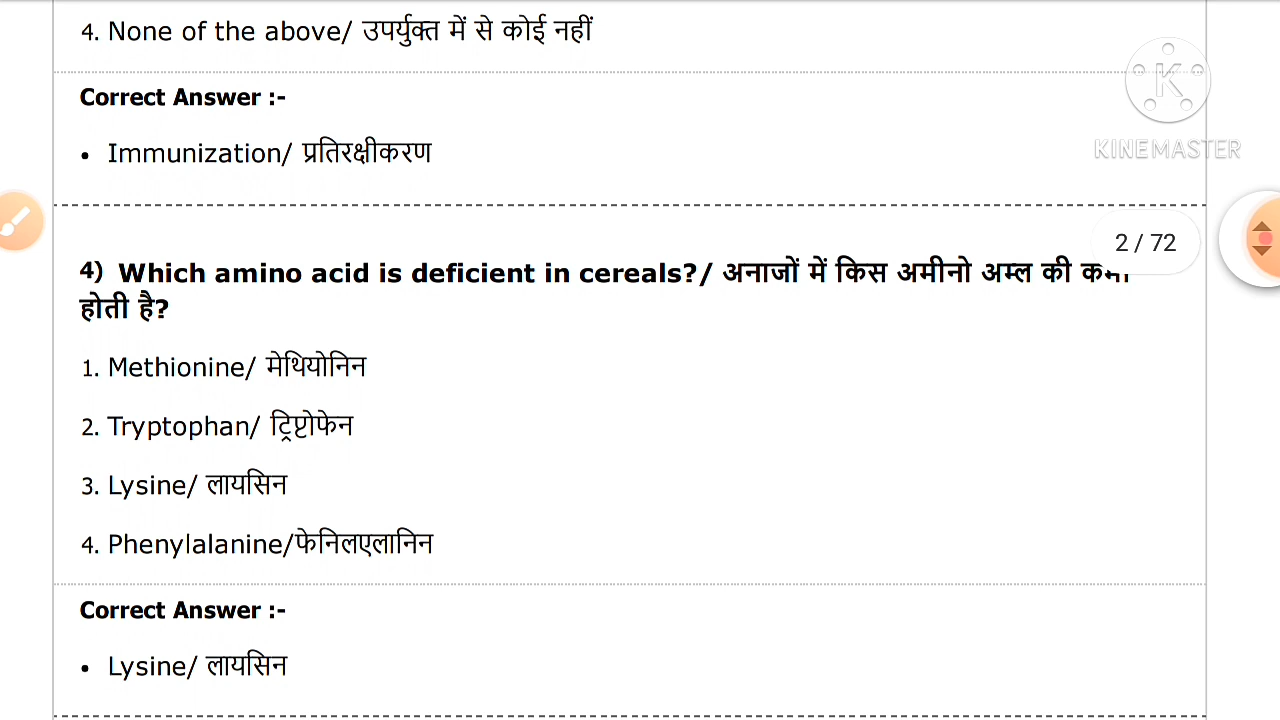 4. None of the above/ उपर्युक्त में से कोई नहीं
Correct Answer :-
• Immunization/ प्रतिरक्षीकरण
K
KINEMASTER
2 / 72
4) Which amino acid is deficient in cereals?/ अनाजों में किस अमीनो अम्ल की
होती है?
1. Methionine/ मेथियोनिन
2. Tryptophan/ ट्रिप्टोफेन
3. Lysine/ लायसिन
4. Phenylalanine/फेनिलएलानिन
Correct Answer :-
• Lysine/ लायसिन